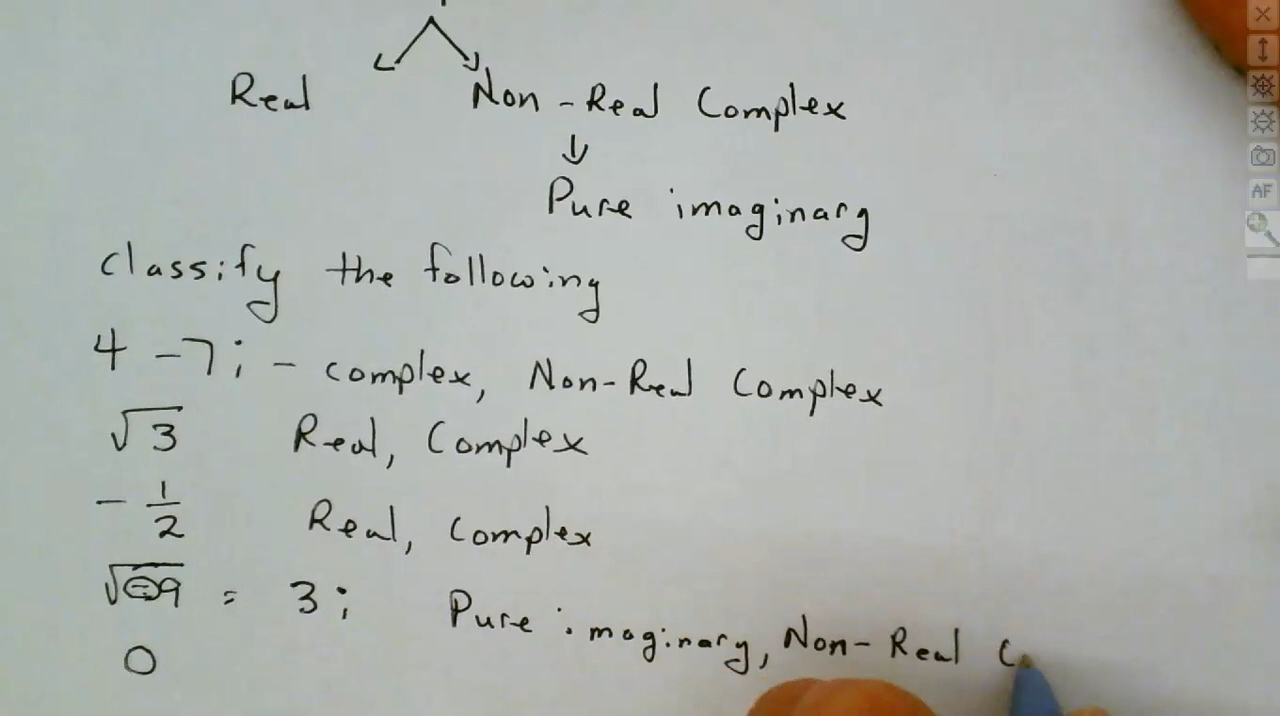 Real Non-Real Complex
Pure imaginary
classify the following
4 - 7i - complex, Non-Real Complex
√3 Real, Complex
- 1/2 Real, Complex
√-9 = 3i Pure imaginary, Non-Real C
0
AF